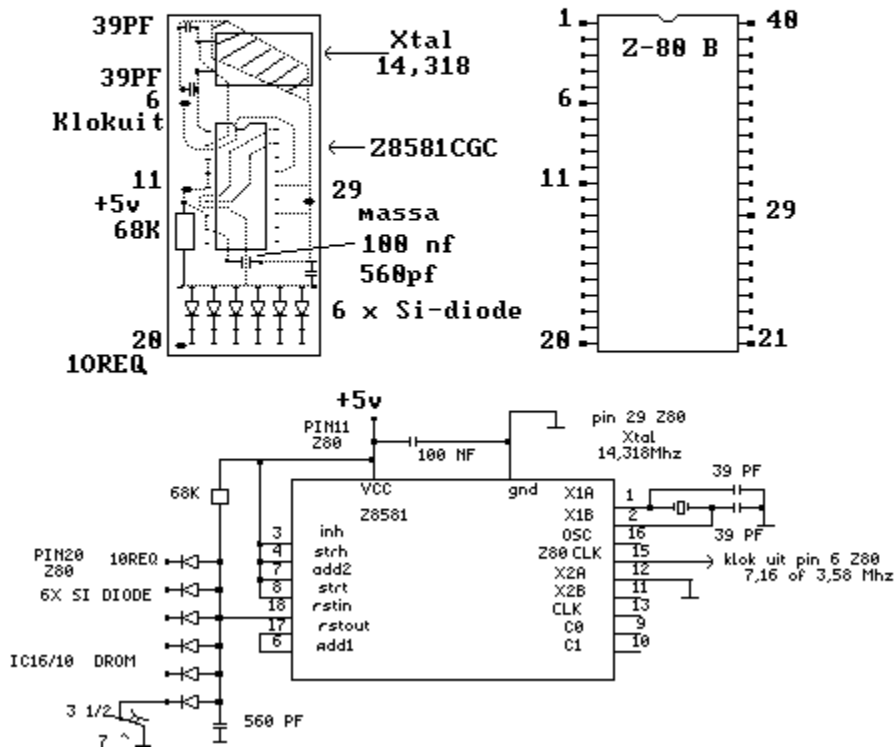 39PF
39PF
6
Klokuit
11
+5v
68K
20
10REQ
Xtal
14,318
Z8581CGC
29
massa
100 nf
560pf
6 x Si-diode
1
40
Z-80 B
6
11
29
20
21
+5v
PIN11
Z80
100 NF
pin 29 Z80
Xtal
14,318Mhz
68K
VCC
gnd
Z8581
3 inh
4 strh
7 add2
8 strt
18 rstin
17 rstout
6 add1
X1A 1
X1B 2
OSC 16
Z80 CLK 15
X2A 12
X2B 11
CLK 13
C0 9
C1 10
39 PF
39 PF
klok uit pin 6 Z80
7,16 of 3,58 Mhz
PIN20
Z80
10REQ
6X SI DIODE
IC16/10 DROM
3 1/2
7 ^
560 PF